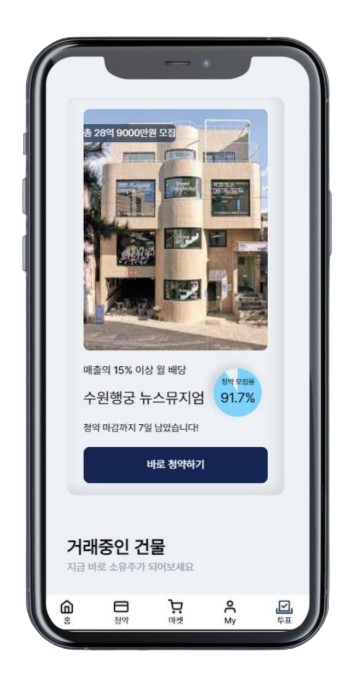 총 28억 9000만원 모집
매출의 15% 이상 월 배당
수원행궁 뉴스뮤지엄
청약 모집률
91.7%
청약 마감까지 7일 남았습니다!
바로 청약하기
거래중인 건물
지금 바로 소유주가 되어보세요
홈
청약
마켓
My
투표